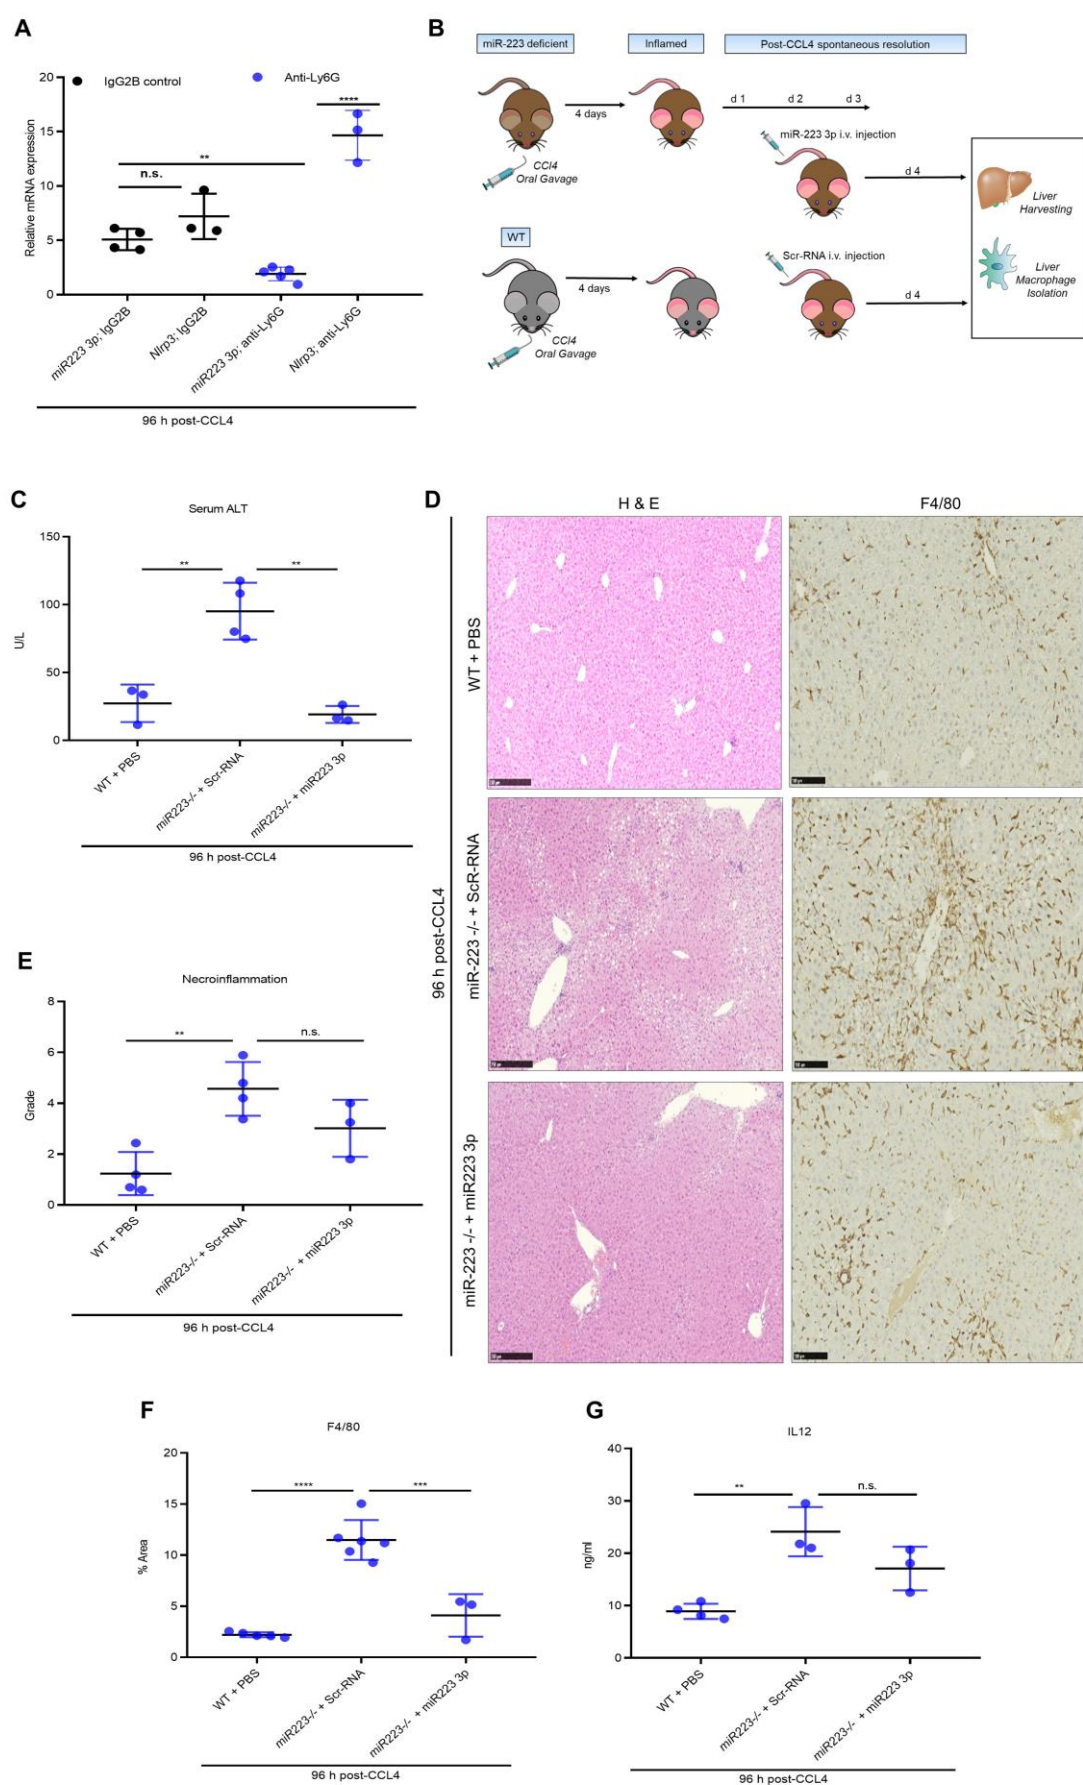 A
IgG2B control
Anti-Ly6G
20
15
10
5
0
Relative mRNA expression
n.s.
**
****
miR223 3p; IgG2B
Nlrp3; IgG2B
miR223 3p; anti-Ly6G
Nlrp3; anti-Ly6G
96 h post-CCL4
B
miR-223 deficient
Inflamed
Post-CCL4 spontaneous resolution
4 days
d 1 d 2 d 3
CCl4
Oral Gavage
miR-223 3p i.v. injection
d 4
WT
4 days
CCl4
Oral Gavage
Scr-RNA i.v. injection
d 4
Liver
Harvesting
Liver
Macrophage
Isolation
C
Serum ALT
150
100
50
0
U/L
**
**
WT + PBS
miR223-/- + Scr-RNA
miR223-/- + miR223 3p
96 h post-CCL4
D
H & E
F4/80
96 h post-CCL4
WT + PBS
miR-223 -/- + ScR-RNA
miR-223 -/- + miR223 3p
E
Necroinflammation
8
6
4
2
0
Grade
**
n.s.
WT + PBS
miR223-/- + Scr-RNA
miR223-/- + miR223 3p
96 h post-CCL4
F
F4/80
20
15
10
5
0
% Area
****
***
WT + PBS
miR223-/- + Scr-RNA
miR223-/- + miR223 3p
96 h post-CCL4
G
IL12
40
30
20
10
0
ng/ml
**
n.s.
WT + PBS
miR223-/- + Scr-RNA
miR223-/- + miR223 3p
96 h post-CCL4